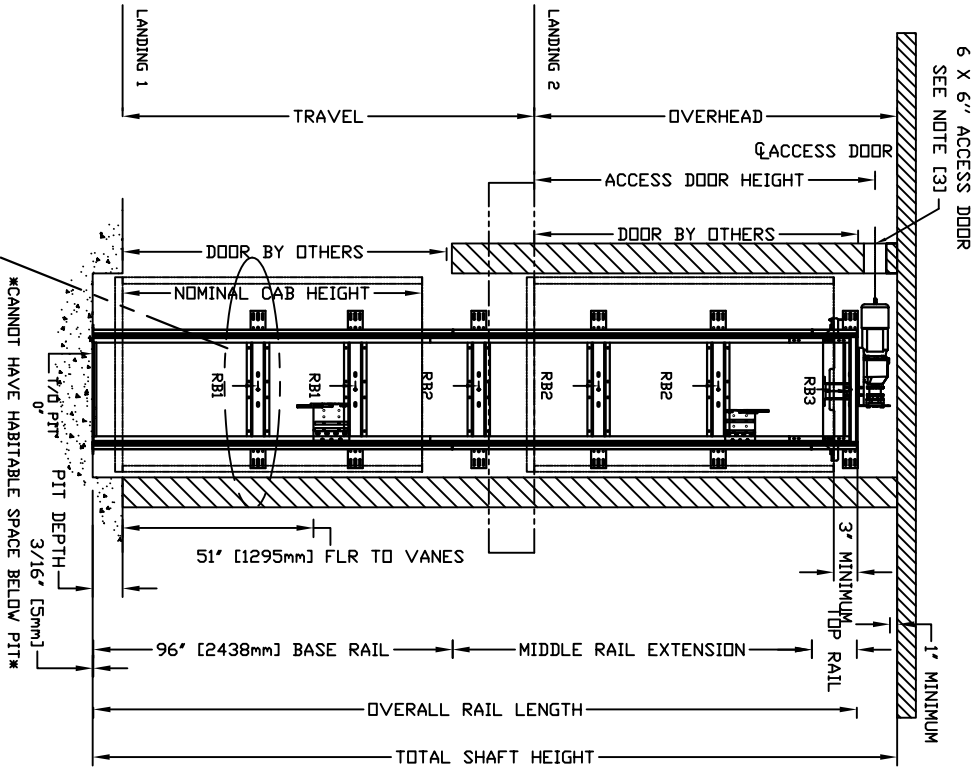 6 X 6" ACCESS DOOR
SEE NOTE [3]
LANDING 1
LANDING 2
TRAVEL
OVERHEAD
℄ACCESS DOOR
ACCESS DOOR HEIGHT
DOOR BY OTHERS
DOOR BY OTHERS
NOMINAL CAB HEIGHT
RB1
RB1
RB2
RB2
RB2
RB3
T/O PIT
0"
PIT DEPTH
3/16" [5mm]
*CANNOT HAVE HABITABLE SPACE BELOW PIT*
51" [1295mm] FLR TO VANES
3" MINIMUM
TOP RAIL
1" MINIMUM
96" [2438mm] BASE RAIL
MIDDLE RAIL EXTENSION
OVERALL RAIL LENGTH
TOTAL SHAFT HEIGHT